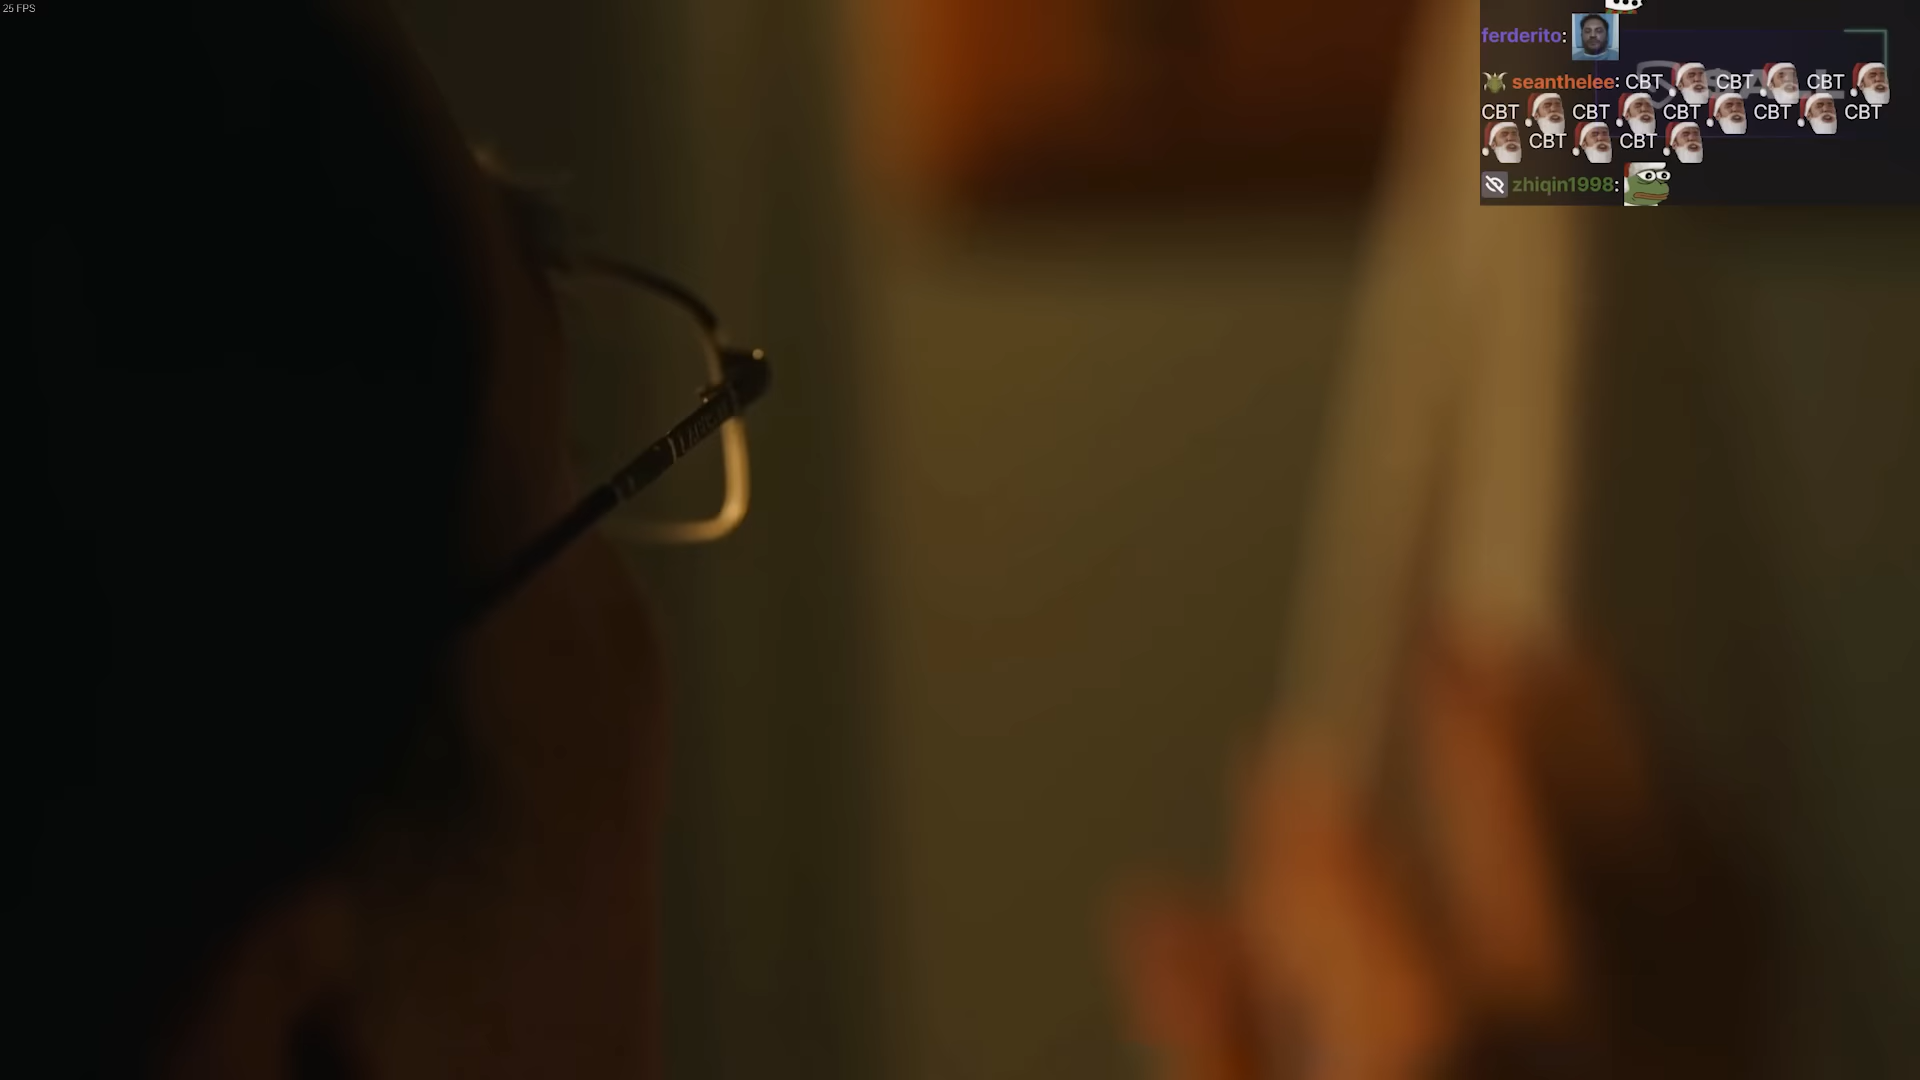 25 FPS
ferderito:
seanthelee: CBT CBT CBT
CBT CBT CBT CBT CBT
CBT CBT
zhiqin1998: